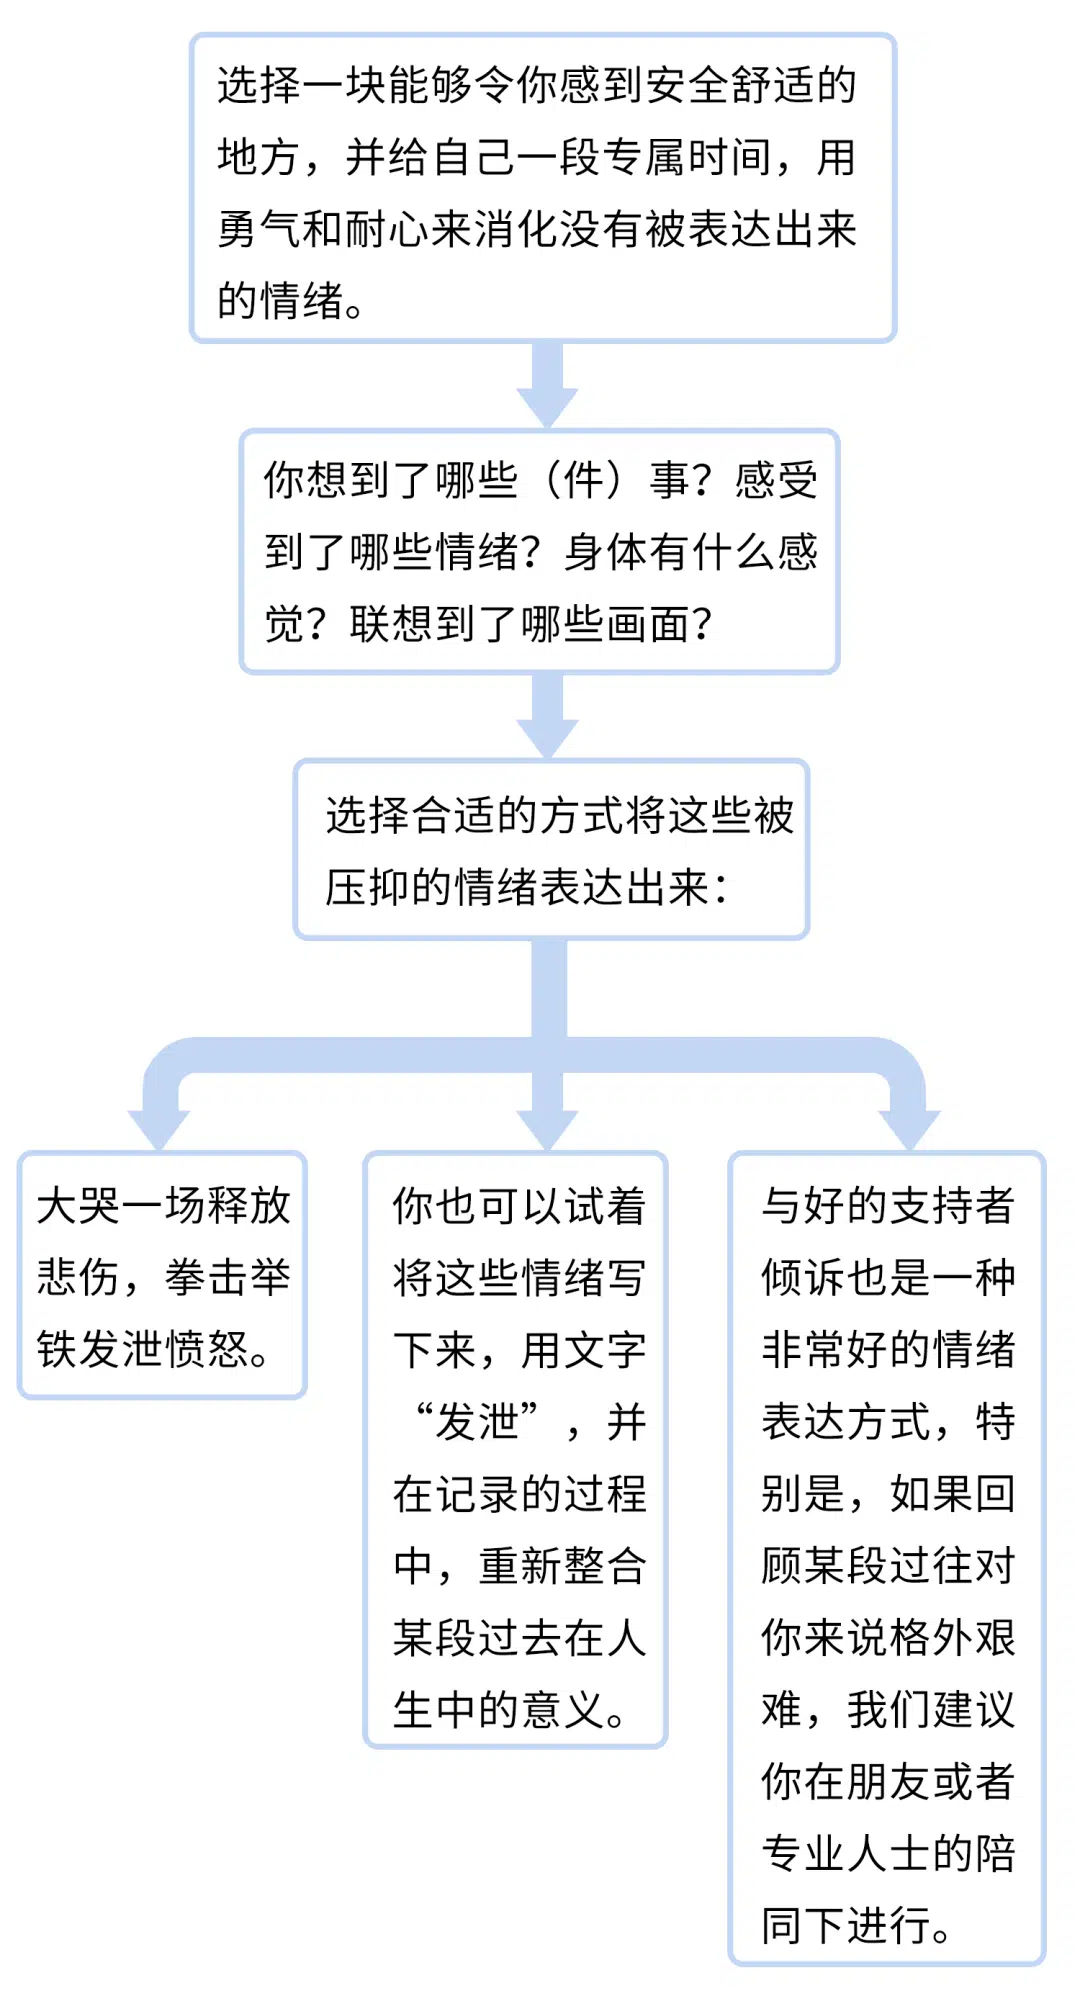 选择一块能够令你感到安全舒适的
地方，并给自己一段专属时间，用
勇气和耐心来消化没有被表达出来
的情绪。
你想到了哪些（件）事？感受
到了哪些情绪？身体有什么感
觉？联想到了哪些画面？
选择合适的方式将这些被
压抑的情绪表达出来：
大哭一场释放
悲伤，拳击举
铁发泄愤怒。
你也可以试着
将这些情绪写
下来，用文字
“发泄”，并
在记录的过程
中，重新整合
某段过去在人
生中的意义。
与好的支持者
倾诉也是一种
非常好的情绪
表达方式，特
别是，如果回
顾某段过往对
你来说格外艰
难，我们建议
你在朋友或者
专业人士的陪
同下进行。